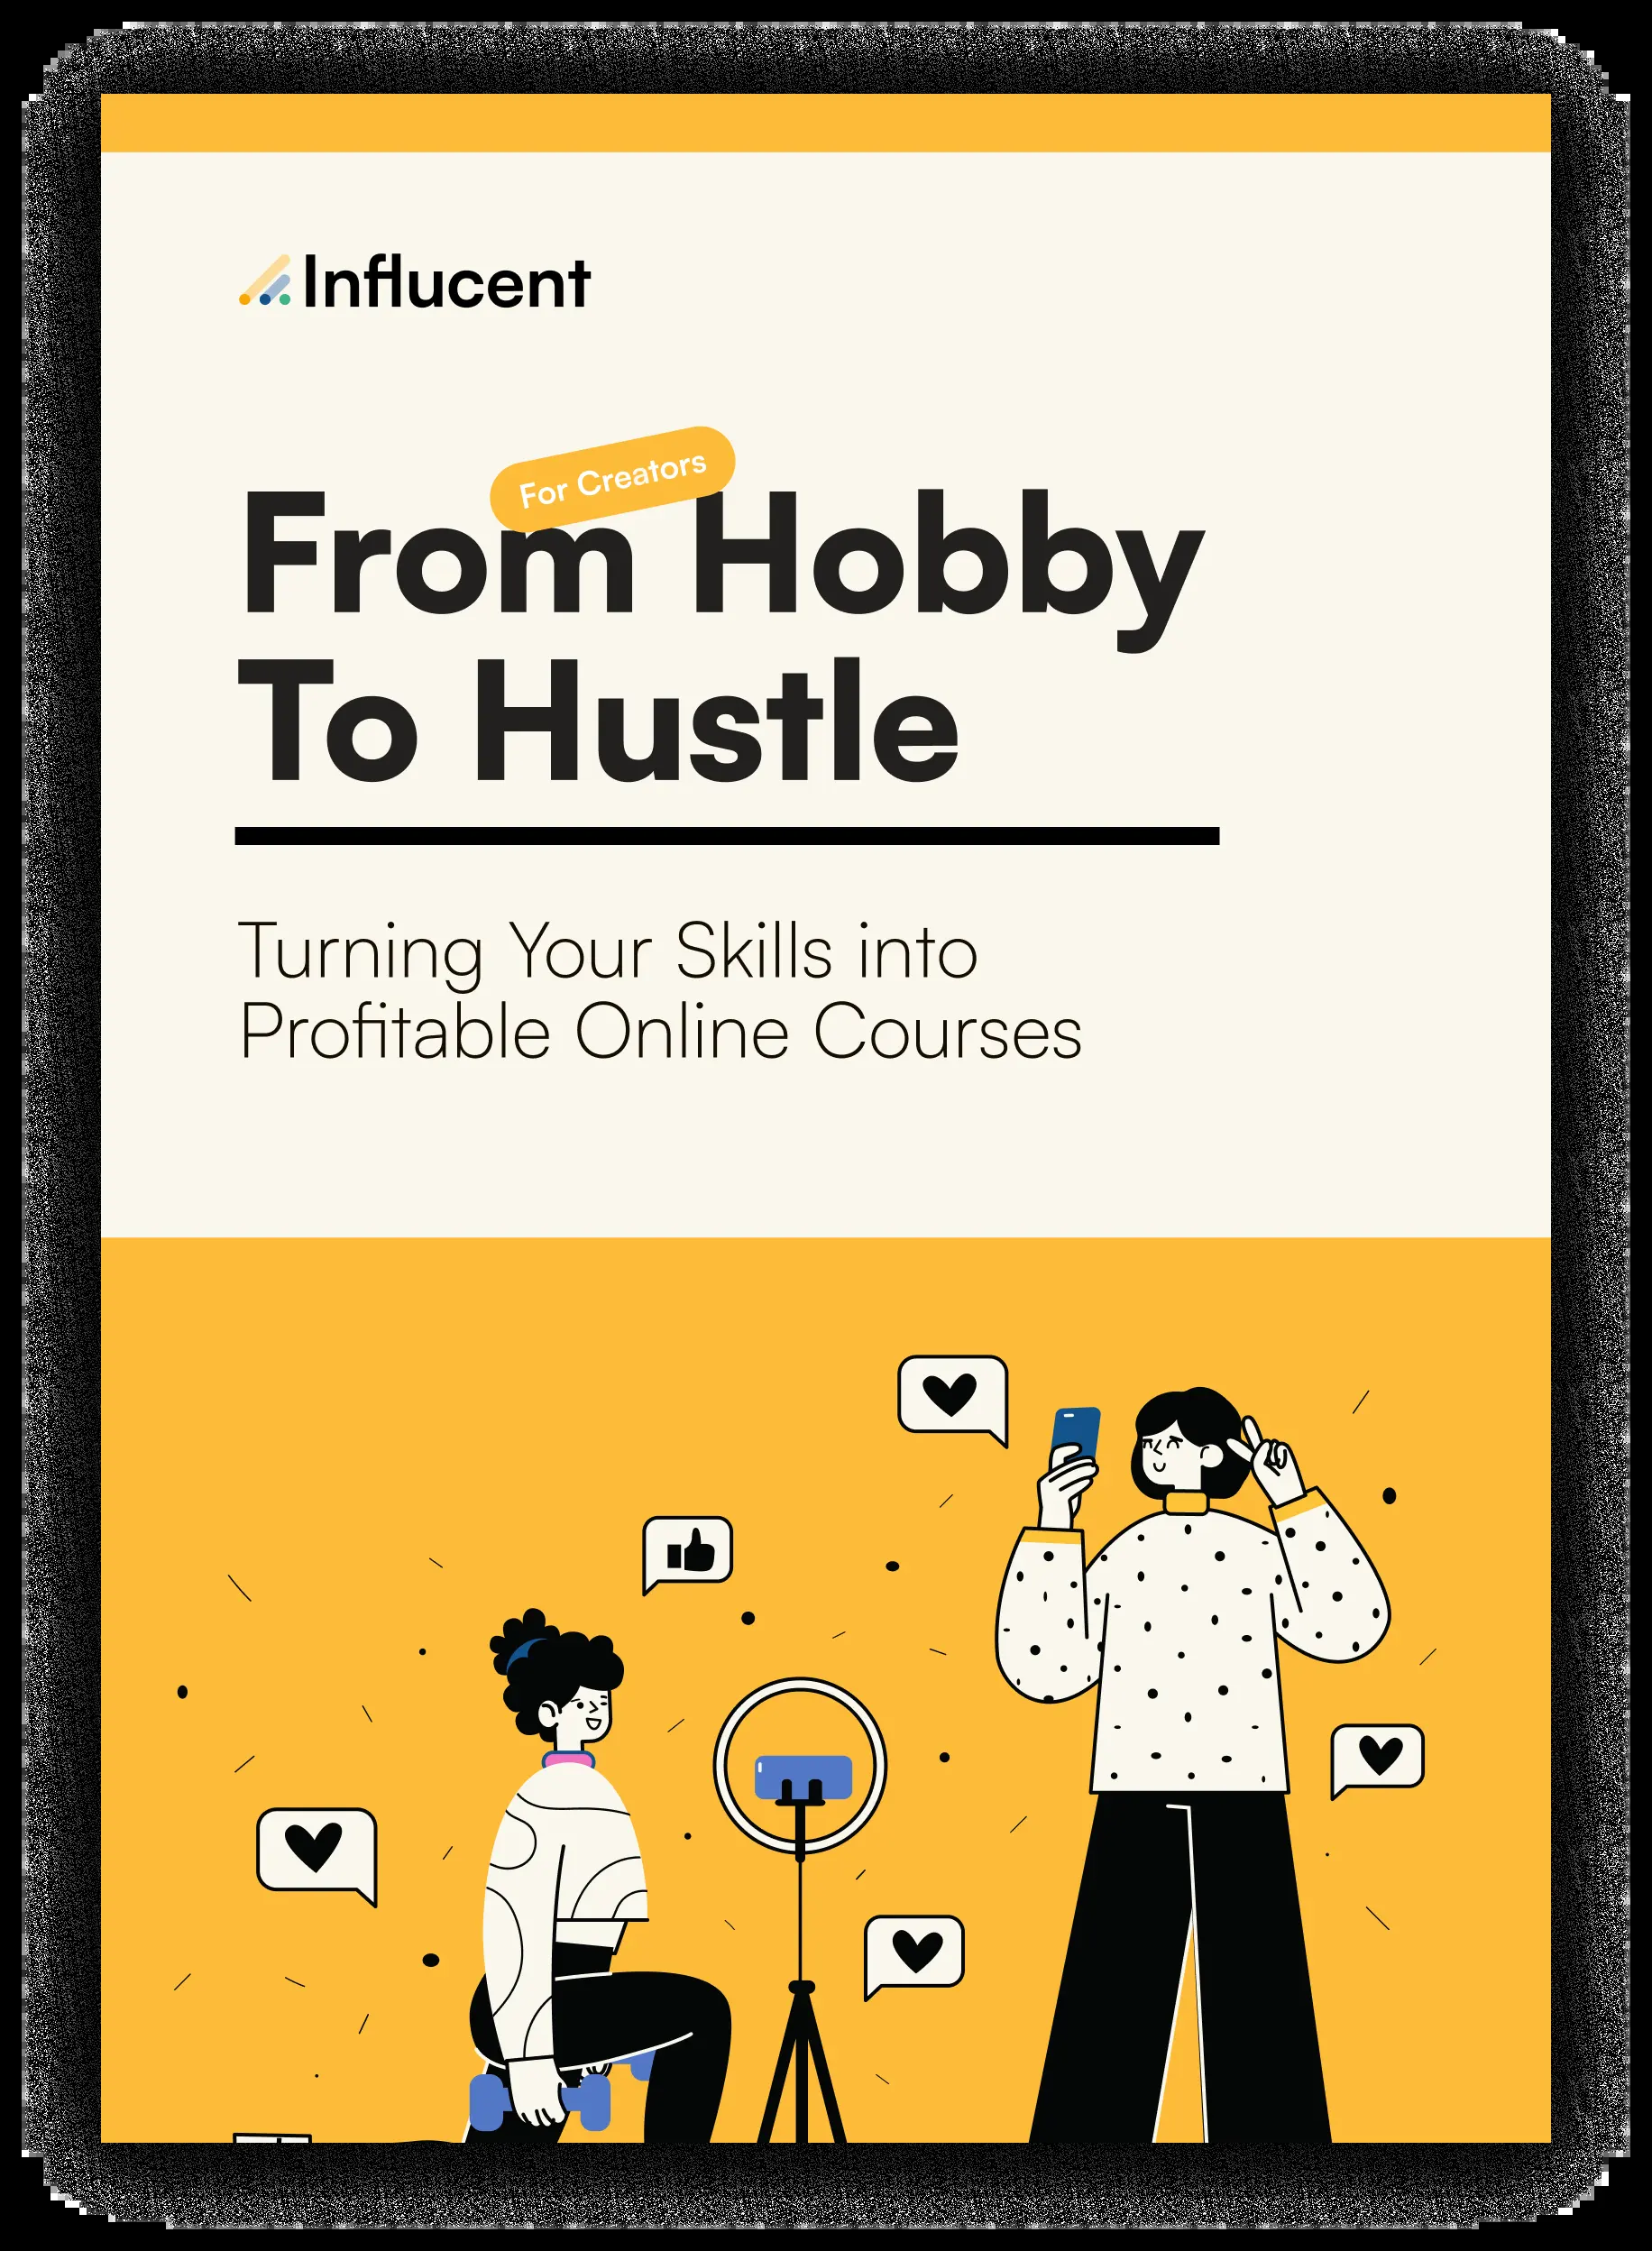 Influcent
For Creators
From Hobby
To Hustle
Turning Your Skills into
Profitable Online Courses